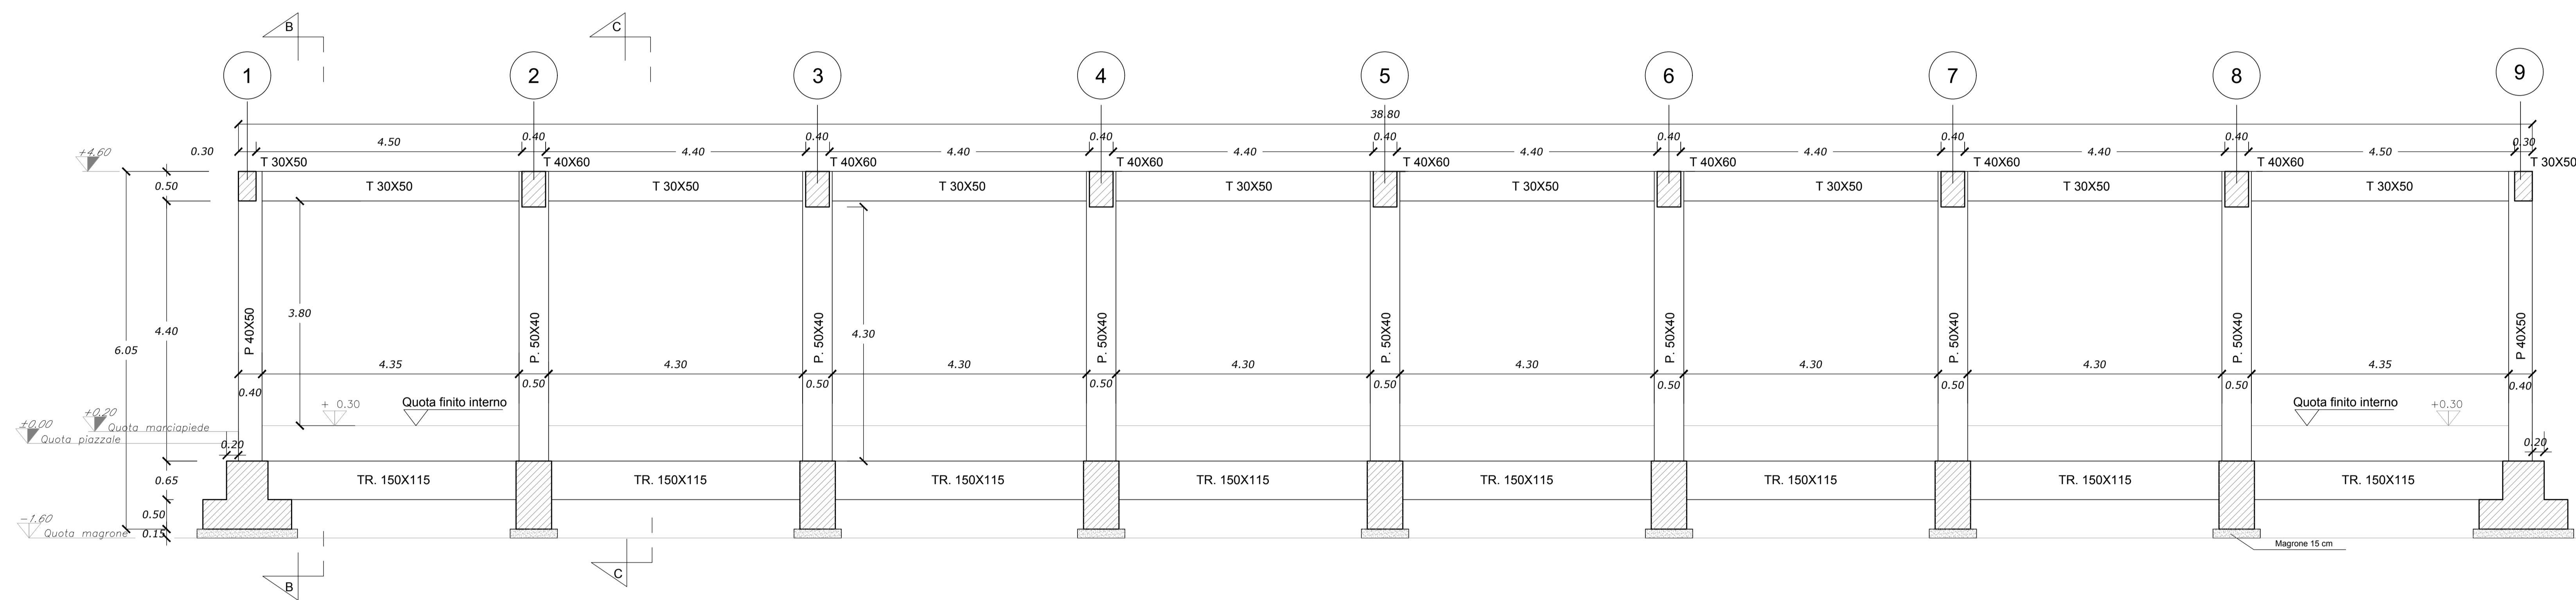 B C
1 2 3 4 5 6 7 8 9
38.80
0.30 4.50 0.40 4.40 0.40 4.40 0.40 4.40 0.40 4.40 0.40 4.40 0.40 4.40 0.40 4.50 0.30
+4.60
T 30X50 T 40X60 T 40X60 T 40X60 T 40X60 T 40X60 T 40X60 T 40X60 T 30X50
0.50 T 30X50 T 30X50 T 30X50 T 30X50 T 30X50 T 30X50 T 30X50 T 30X50
P 40X50 P. 50X40 P. 50X40 P. 50X40 P. 50X40 P. 50X40 P. 50X40 P. 50X40 P 40X50
3.80
4.40 4.30
6.05
4.35 4.30 4.30 4.30 4.30 4.30 4.30 4.35
0.40 0.50 0.50 0.50 0.50 0.50 0.50 0.50 0.40
+ 0.30 Quota finito interno Quota finito interno +0.30
+0.20
Quota marciapiede
±0.00
Quota piazzale
0.20 0.20
0.65 TR. 150X115 TR. 150X115 TR. 150X115 TR. 150X115 TR. 150X115 TR. 150X115 TR. 150X115 TR. 150X115
0.50
-1.60
Quota magrone 0.15
Magrone 15 cm
B C